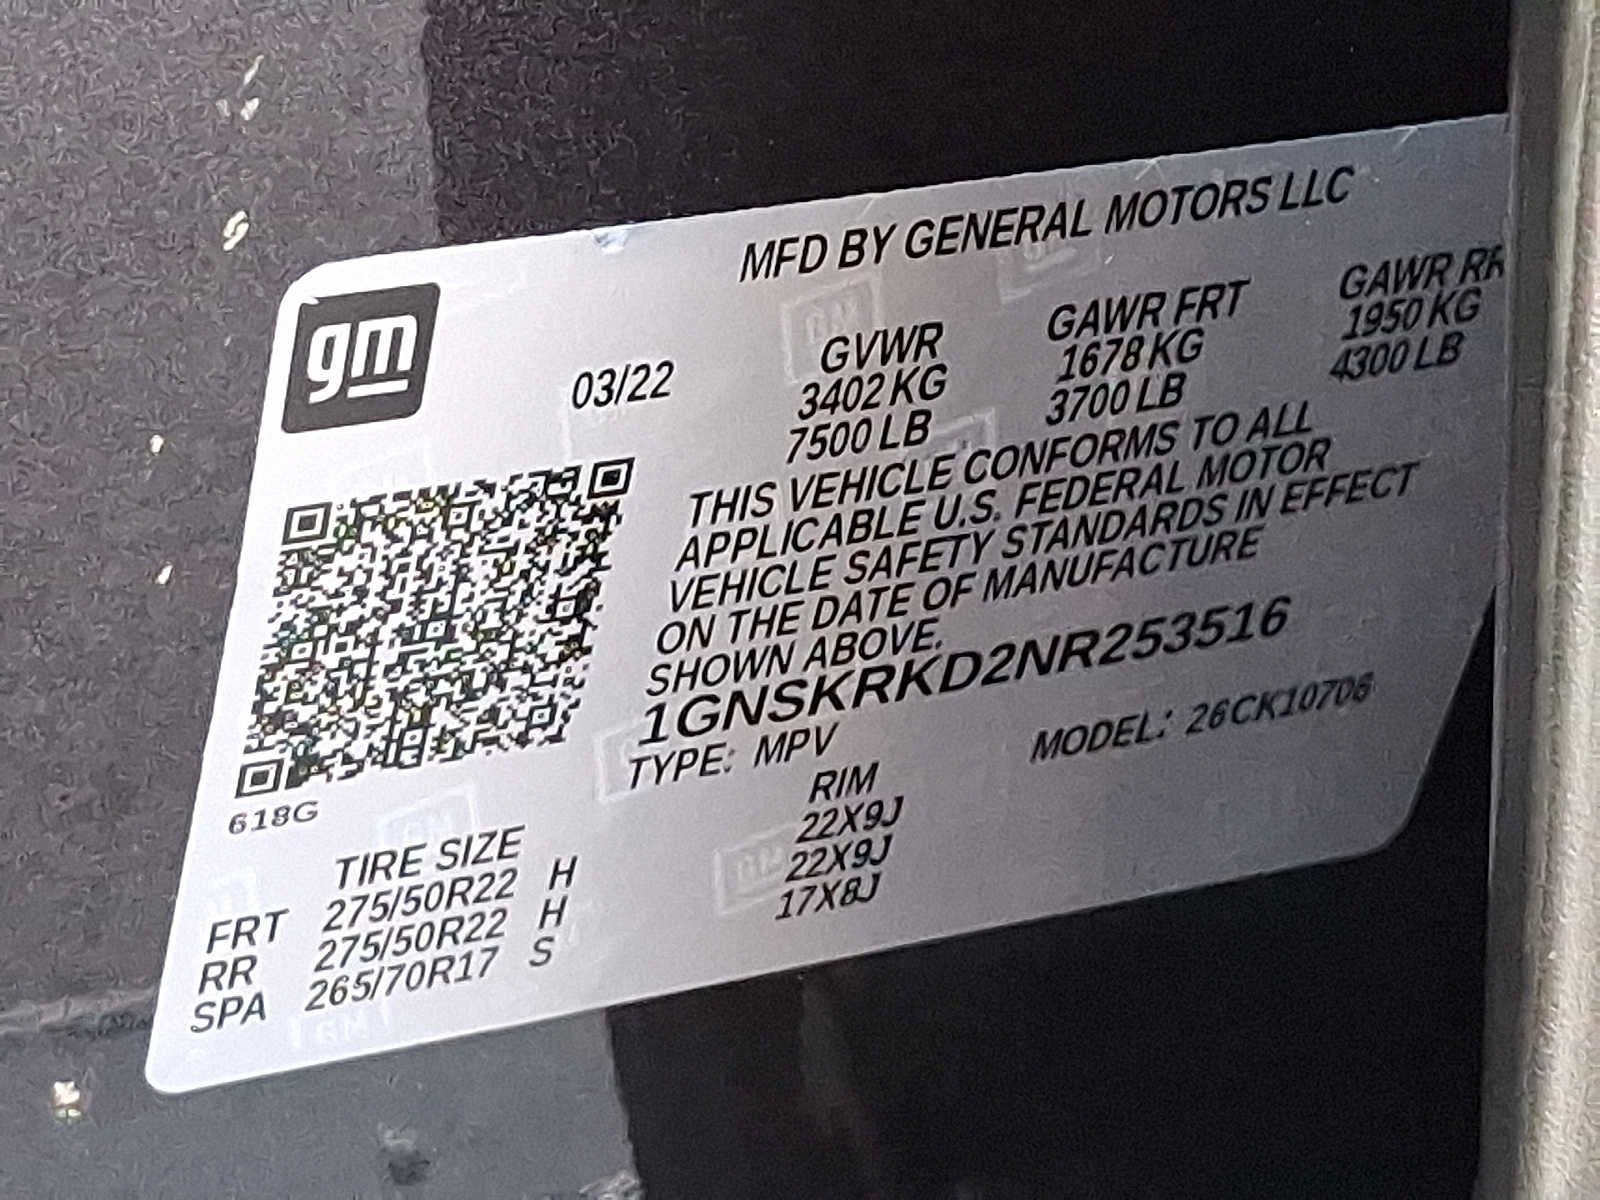 MFD BY GENERAL MOTORS LLC
gm
03/22
GVWR GAWR FRT GAWR RR
3402 KG 1678 KG 1950 KG
7500 LB 3700 LB 4300 LB
THIS VEHICLE CONFORMS TO ALL
APPLICABLE U.S. FEDERAL MOTOR
VEHICLE SAFETY STANDARDS IN EFFECT
ON THE DATE OF MANUFACTURE
SHOWN ABOVE.
1GNSKRKD2NR253516
TYPE: MPV MODEL: 26CK10706
618G
TIRE SIZE RIM
FRT 275/50R22 H 22X9J
RR 275/50R22 H 22X9J
SPA 265/70R17 S 17X8J